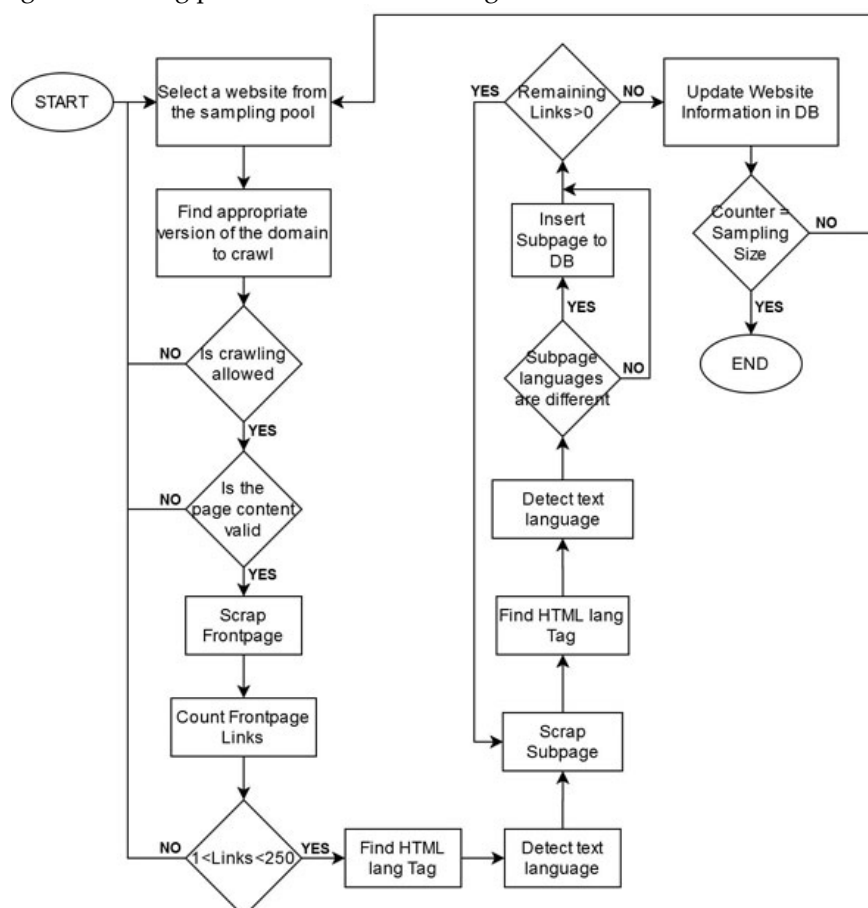 START
Select a website from
the sampling pool
Find appropriate
version of the domain
to crawl
Is crawling
allowed
NO
YES
Is the
page content
valid
NO
YES
Scrap
Frontpage
Count Frontpage
Links
1<Links<250
NO
YES
Find HTML
lang Tag
Detect text
language
Scrap
Subpage
Find HTML lang
Tag
Detect text
language
Subpage
languages
are different
NO
YES
Insert
Subpage to
DB
Remaining
Links>0
YES
NO
Update Website
Information in DB
Counter =
Sampling
Size
NO
YES
END